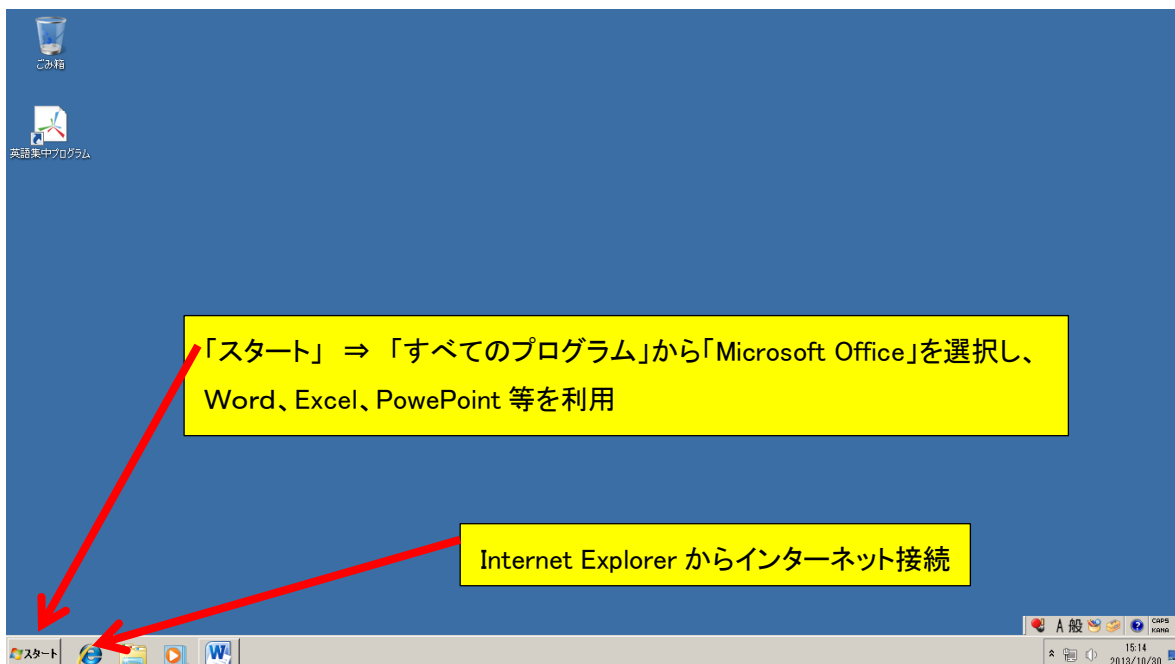 ごみ箱
英語集中プログラム
「スタート」 ⇒ 「すべてのプログラム」から「Microsoft Office」を選択し、
Word、Excel、PowePoint 等を利用
Internet Explorer からインターネット接続
A 般 CAPS
KANA
スタート
15:14
2013/10/30